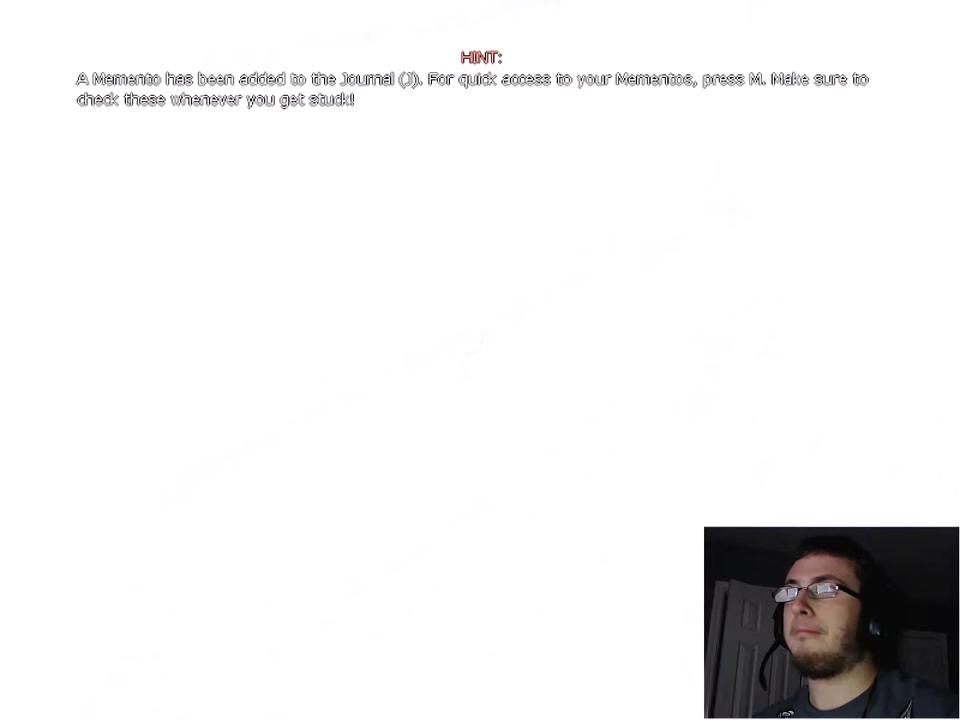 HINT:
A Memento has been added to the Journal (J). For quick access to your Mementos, press M. Make sure to
check these whenever you get stuck!